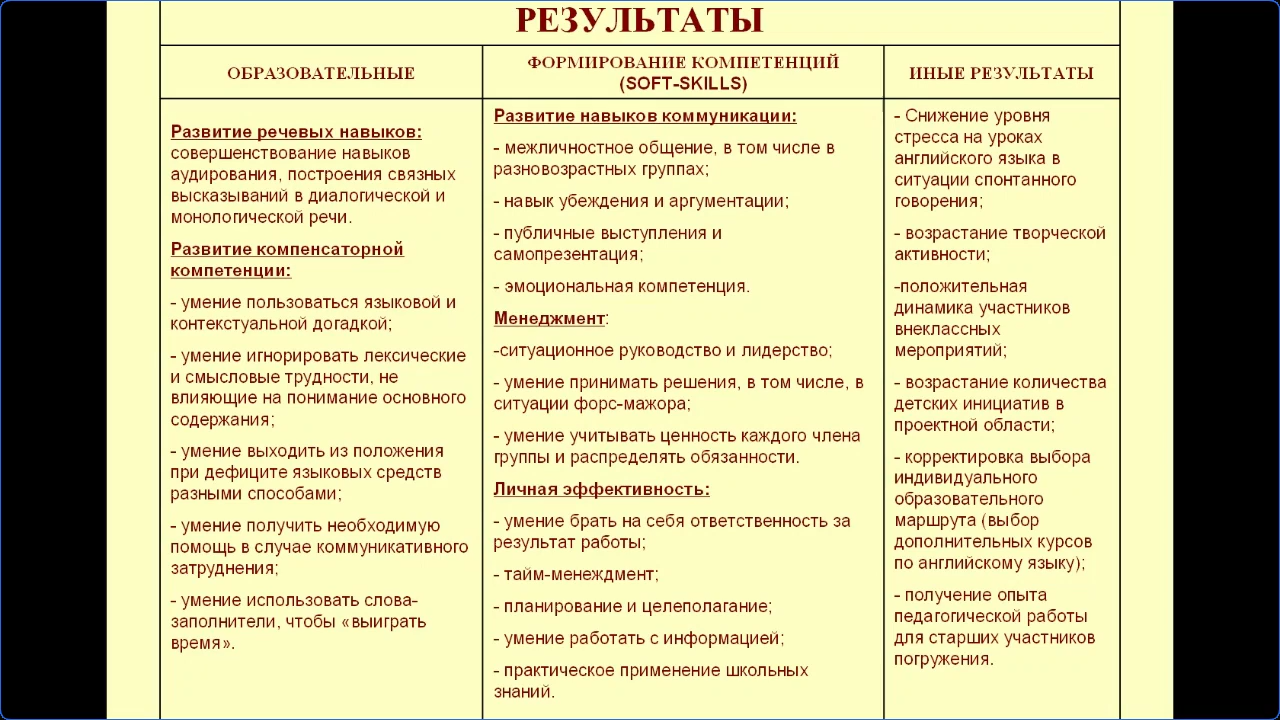 РЕЗУЛЬТАТЫ
ОБРАЗОВАТЕЛЬНЫЕ
ФОРМИРОВАНИЕ КОМПЕТЕНЦИЙ
(SOFT-SKILLS)
ИНЫЕ РЕЗУЛЬТАТЫ
Развитие речевых навыков:
совершенствование навыков
аудирования, построения связных
высказываний в диалогической и
монологической речи.
Развитие компенсаторной
компетенции:
- умение пользоваться языковой и
контекстуальной догадкой;
- умение игнорировать лексические
и смысловые трудности, не
влияющие на понимание основного
содержания;
- умение выходить из положения
при дефиците языковых средств
разными способами;
- умение получить необходимую
помощь в случае коммуникативного
затруднения;
- умение использовать слова-
заполнители, чтобы «выиграть
время».
Развитие навыков коммуникации:
- межличностное общение, в том числе в
разновозрастных группах;
- навык убеждения и аргументации;
- публичные выступления и
самопрезентация;
- эмоциональная компетенция.
Менеджмент:
-ситуационное руководство и лидерство;
- умение принимать решения, в том числе, в
ситуации форс-мажора;
- умение учитывать ценность каждого члена
группы и распределять обязанности.
Личная эффективность:
- умение брать на себя ответственность за
результат работы;
- тайм-менеждмент;
- планирование и целеполагание;
- умение работать с информацией;
- практическое применение школьных
знаний.
- Снижение уровня
стресса на уроках
английского языка в
ситуации спонтанного
говорения;
- возрастание творческой
активности;
-положительная
динамика участников
внеклассных
мероприятий;
- возрастание количества
детских инициатив в
проектной области;
- корректировка выбора
индивидуального
образовательного
маршрута (выбор
дополнительных курсов
по английскому языку);
- получение опыта
педагогической работы
для старших участников
погружения.